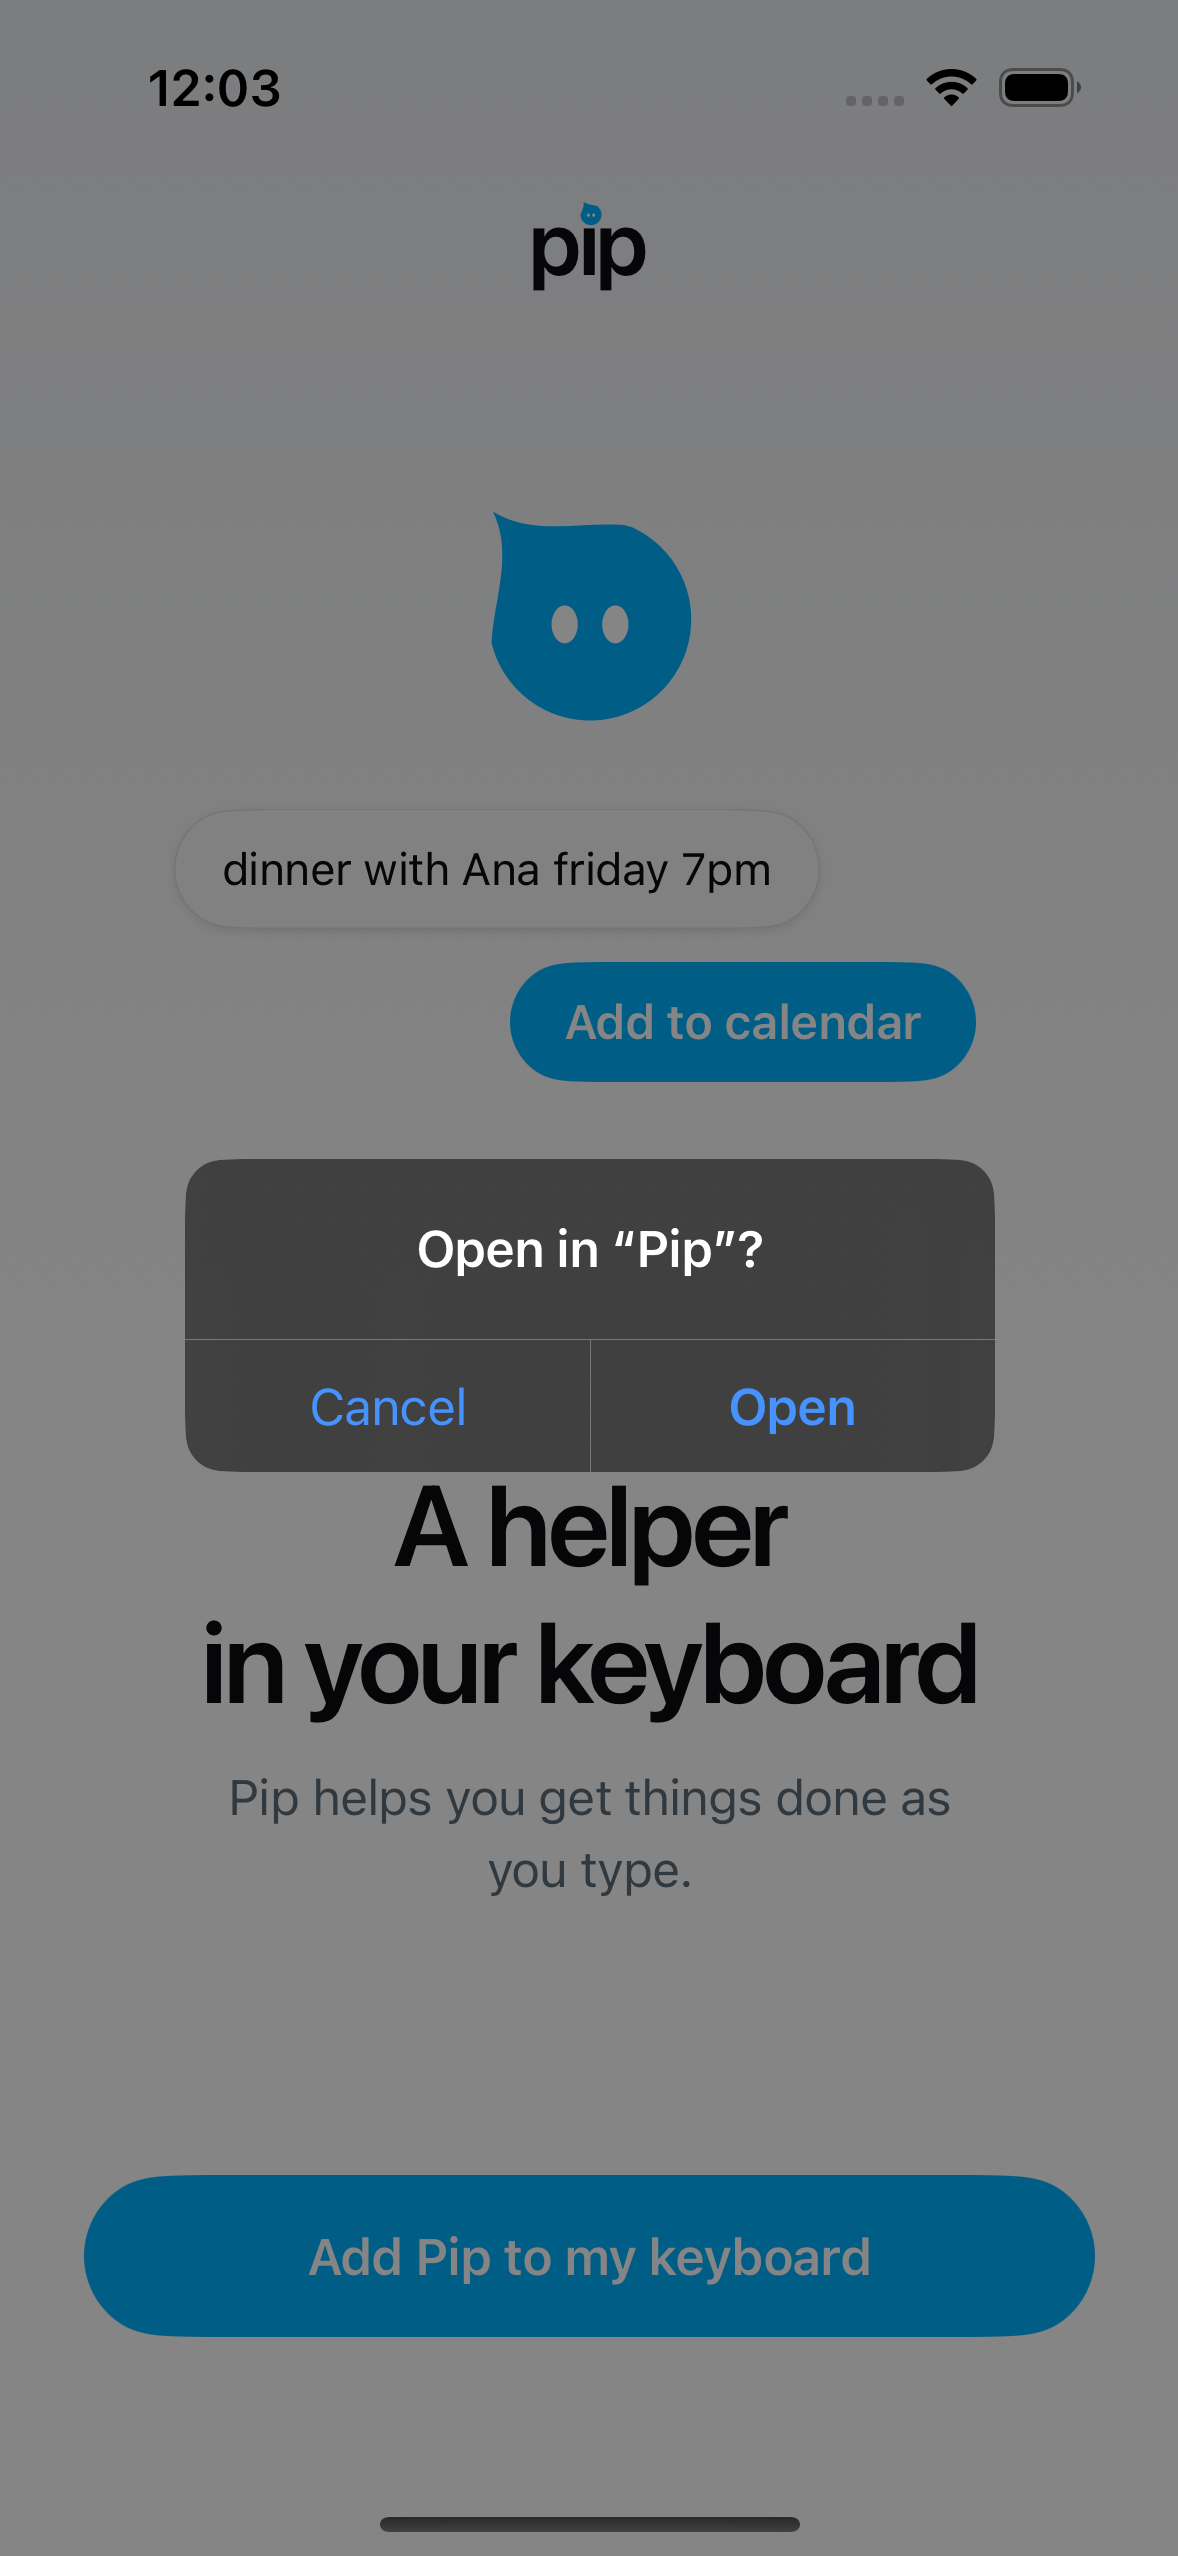 12:03
pip
dinner with Ana friday 7pm
Add to calendar
Open in “Pip”?
Cancel
Open
A helper
in your keyboard
Pip helps you get things done as
you type.
Add Pip to my keyboard